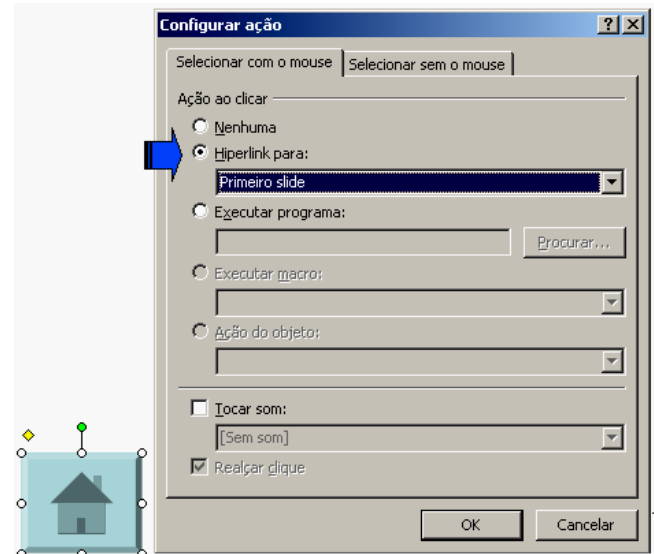 Configurar ação
Selecionar com o mouse Selecionar sem o mouse
Ação ao clicar
Nenhuma
Hiperlink para:
Primeiro slide
Executar programa:
Procurar...
Executar macro:
Ação do objeto:
Tocar som:
[Sem som]
Realçar clique
OK Cancelar